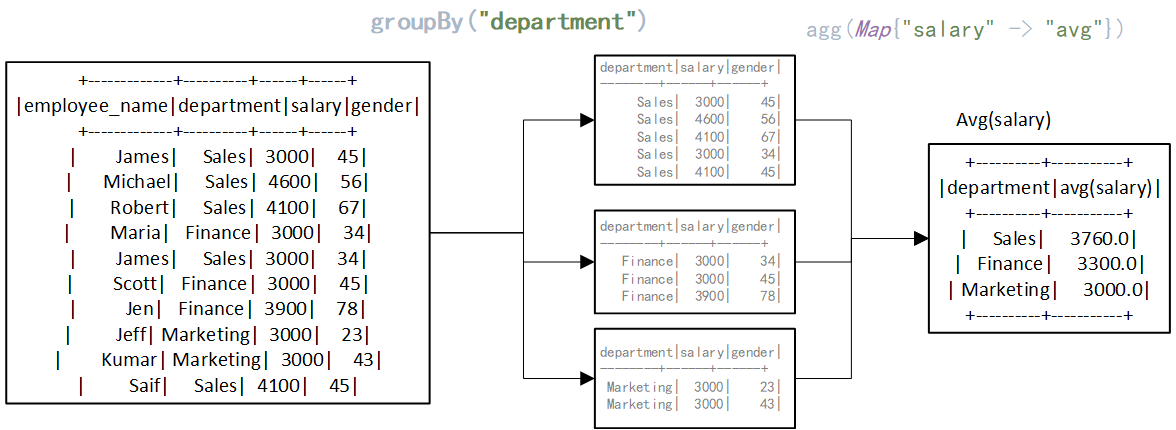 groupBy("department")
agg(Map{"salary" -> "avg"})
+-------------+----------+------+------+
|employee_name|department|salary|gender|
+-------------+----------+------+------+
| James| Sales| 3000| 45|
| Michael| Sales| 4600| 56|
| Robert| Sales| 4100| 67|
| Maria| Finance| 3000| 34|
| James| Sales| 3000| 34|
| Scott| Finance| 3000| 45|
| Jen| Finance| 3900| 78|
| Jeff| Marketing| 3000| 23|
| Kumar| Marketing| 3000| 43|
| Saif| Sales| 4100| 45|
department|salary|gender|
----------+------+------+
Sales| 3000| 45|
Sales| 4600| 56|
Sales| 4100| 67|
Sales| 3000| 34|
Sales| 4100| 45|
department|salary|gender|
----------+------+------+
Finance| 3000| 34|
Finance| 3000| 45|
Finance| 3900| 78|
department|salary|gender|
----------+------+------+
Marketing| 3000| 23|
Marketing| 3000| 43|
Avg(salary)
+----------+-----------+
|department|avg(salary)|
+----------+-----------+
| Sales| 3760.0|
| Finance| 3300.0|
| Marketing| 3000.0|
+----------+-----------+